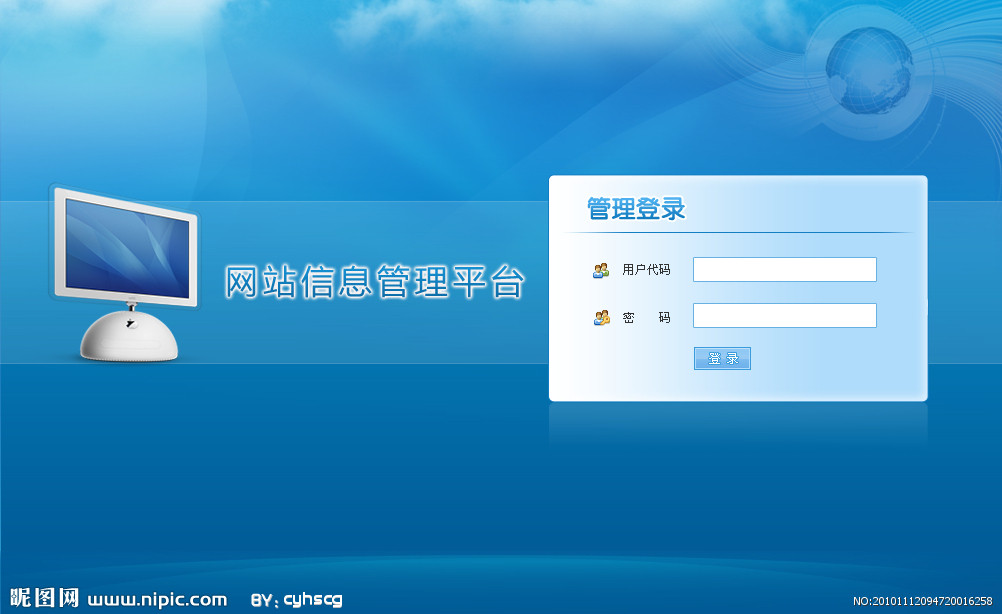 管理登录
网站信息管理平台
用户代码
密 码
登 录
昵图网 www.nipic.com BY: cyhscg
NO:20101112094720016258